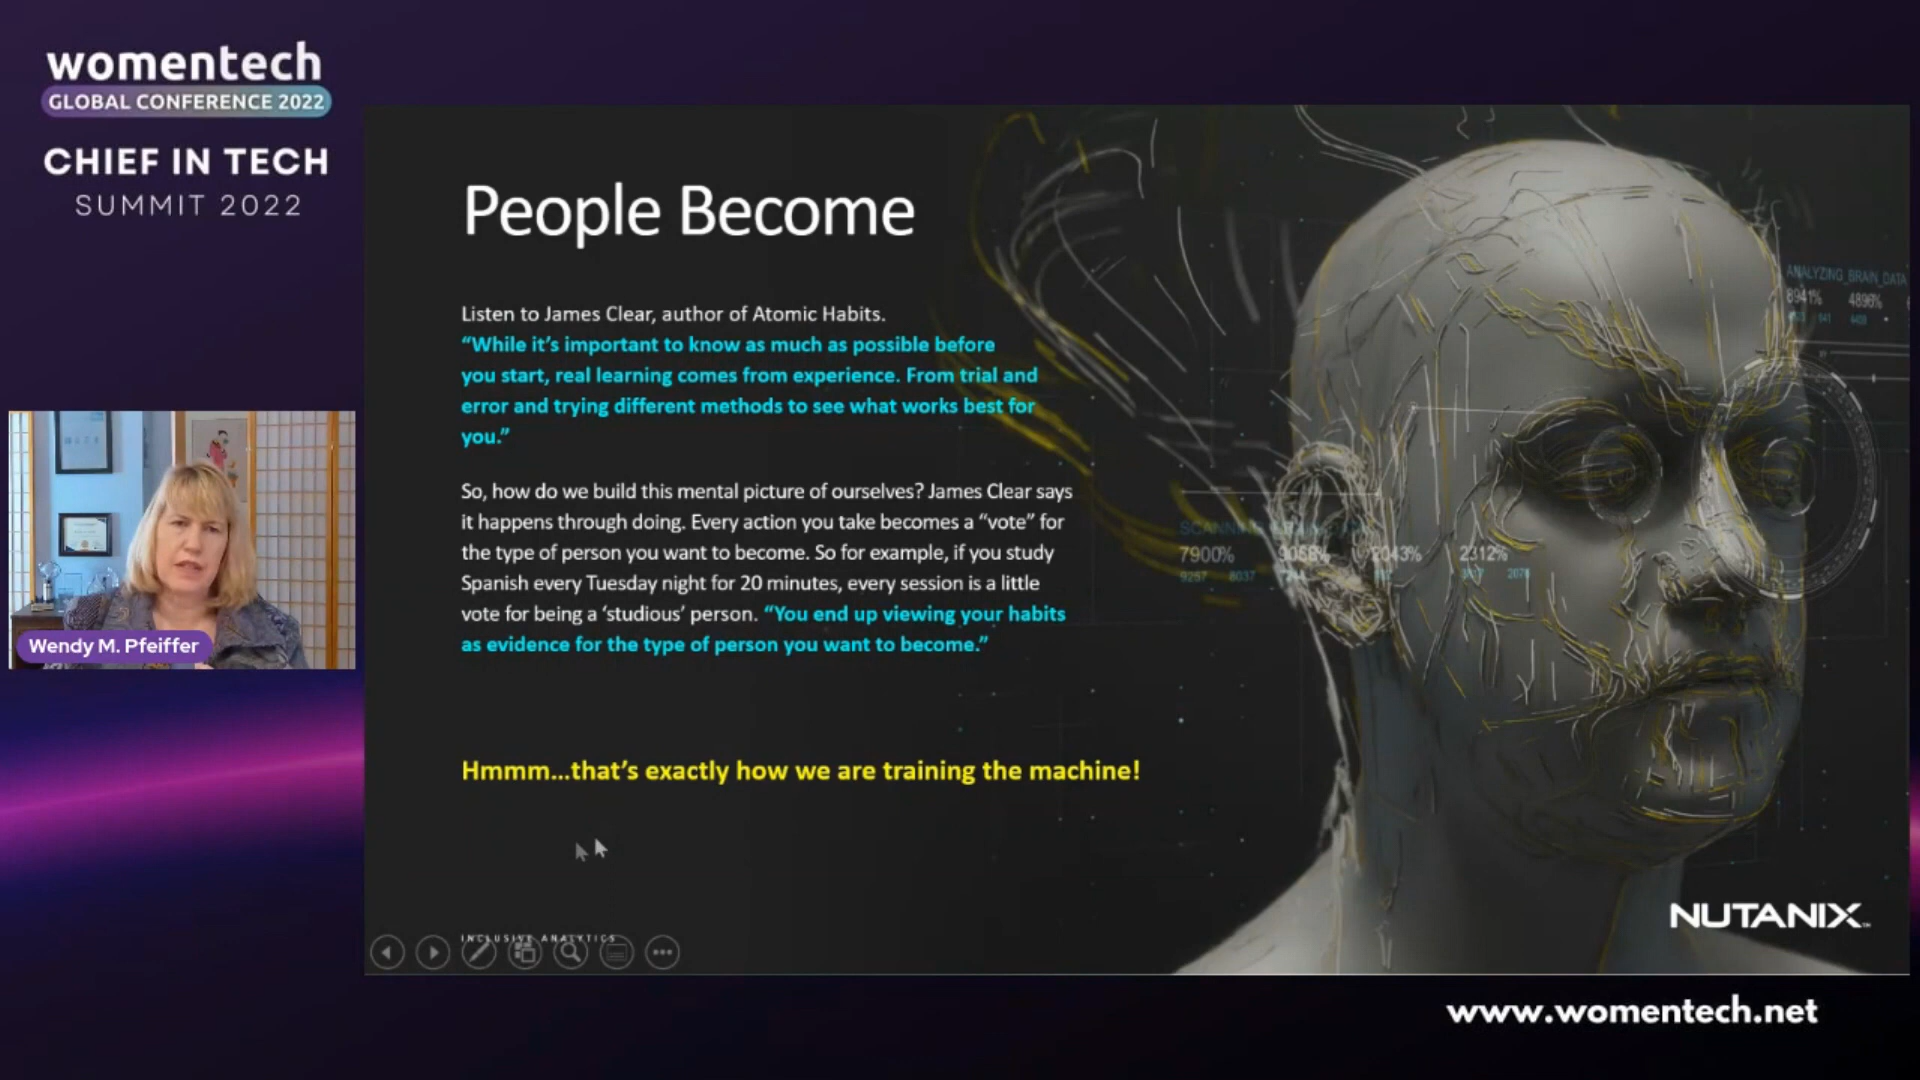 womentech
GLOBAL CONFERENCE 2022
CHIEF IN TECH
SUMMIT 2022
Wendy M. Pfeiffer
People Become
Listen to James Clear, author of Atomic Habits.
“While it’s important to know as much as possible before
you start, real learning comes from experience. From trial and
error and trying different methods to see what works best for
you.”
So, how do we build this mental picture of ourselves? James Clear says
it happens through doing. Every action you take becomes a “vote” for
the type of person you want to become. So for example, if you study
Spanish every Tuesday night for 20 minutes, every session is a little
vote for being a ‘studious’ person. “You end up viewing your habits
as evidence for the type of person you want to become.”
Hmmm...that’s exactly how we are training the machine!
INCLUSIVE ANALYTICS
ANALYZING_BRAIN_DATA
8941% 4896%
7900% 2312%
NUTANIX
www.womentech.net